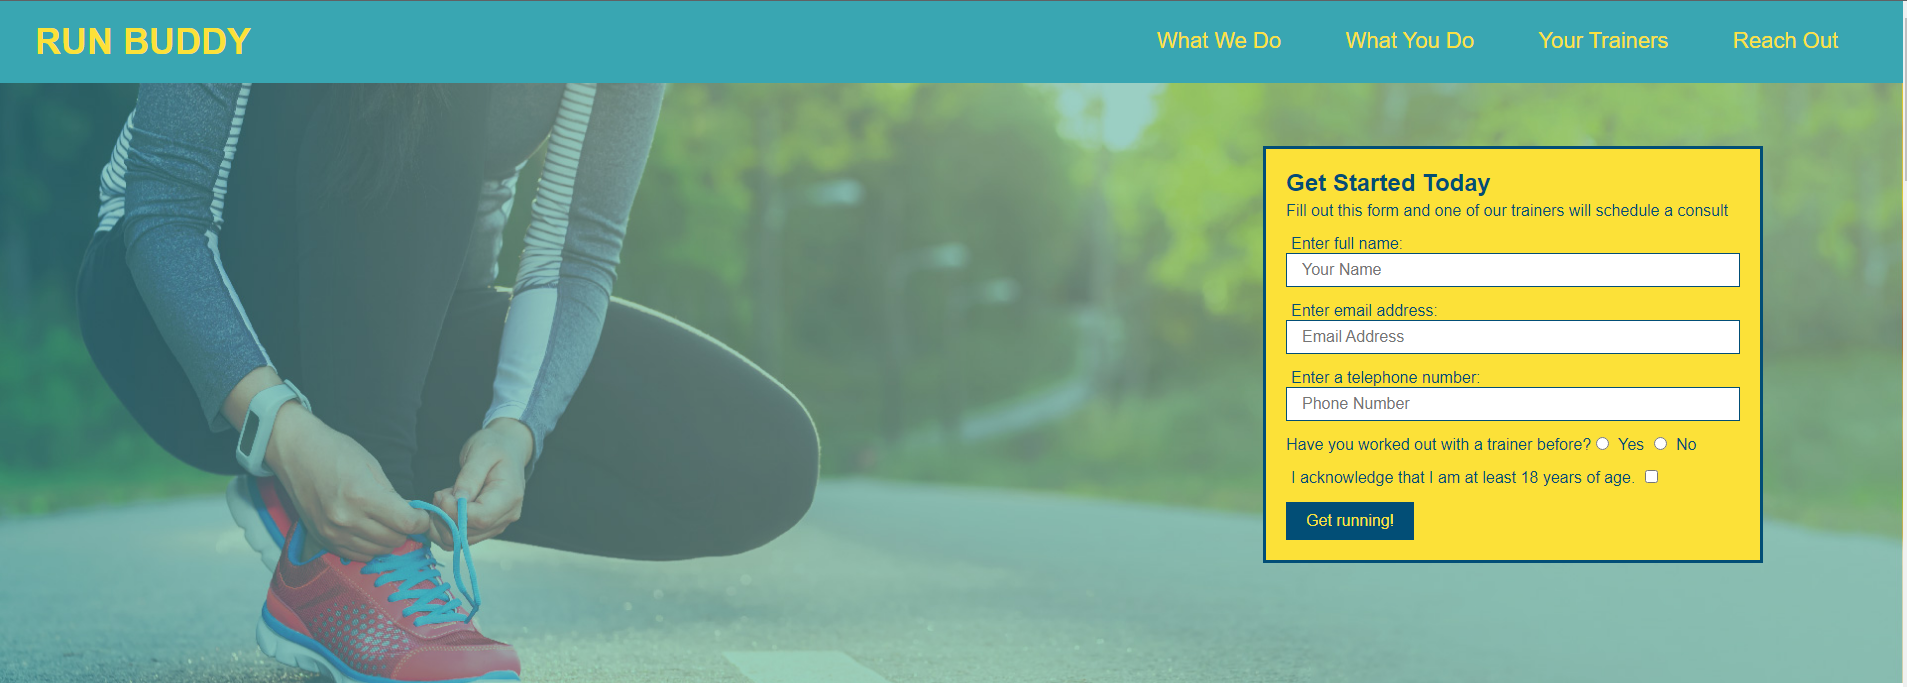 RUN BUDDY
What We Do What You Do Your Trainers Reach Out
Get Started Today
Fill out this form and one of our trainers will schedule a consult
Enter full name:
Your Name
Enter email address:
Email Address
Enter a telephone number:
Phone Number
Have you worked out with a trainer before? Yes No
I acknowledge that I am at least 18 years of age.
Get running!